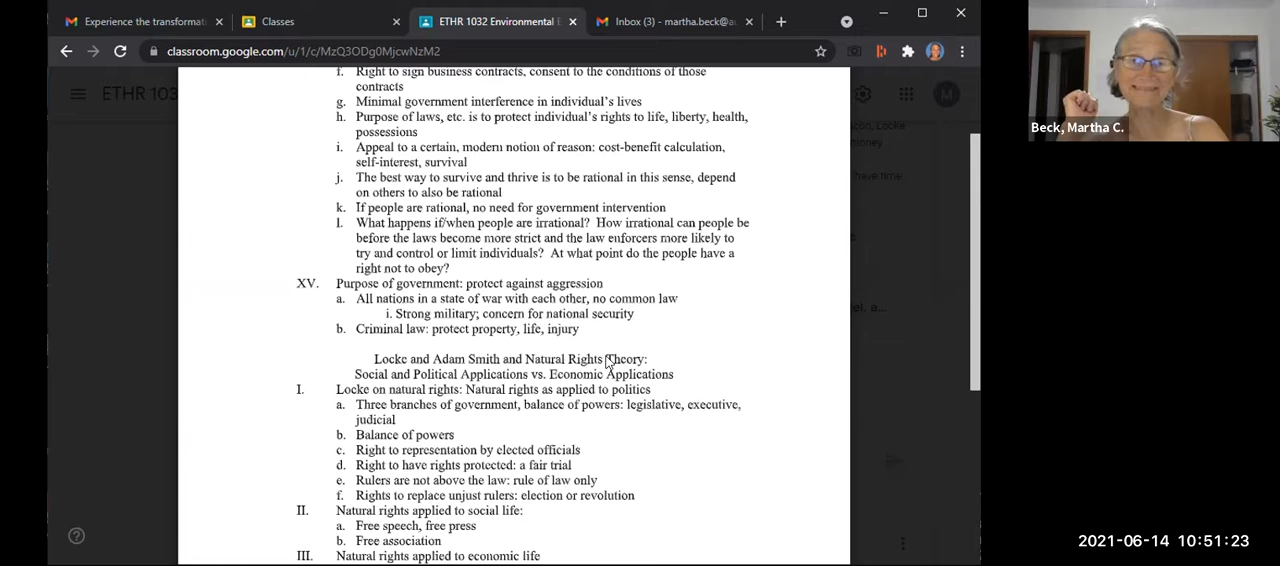 Experience the transformati
Classes
ETHR 1032 Environmental E
Inbox (3) - martha.beck@a
classroom.google.com/u/1/c/MzQ3ODg0MjcwNzM2
ETHR 103
f. Right to sign business contracts, consent to the conditions of those
contracts
g. Minimal government interference in individual's lives
h. Purpose of laws, etc. is to protect individual's rights to life, liberty, health,
possessions
i. Appeal to a certain, modern notion of reason: cost-benefit calculation,
self-interest, survival
j. The best way to survive and thrive is to be rational in this sense, depend
on others to also be rational
k. If people are rational, no need for government intervention
l. What happens if/when people are irrational? How irrational can people be
before the laws become more strict and the law enforcers more likely to
try and control or limit individuals? At what point do the people have a
right not to obey?
XV. Purpose of government: protect against aggression
a. All nations in a state of war with each other, no common law
i. Strong military; concern for national security
b. Criminal law: protect property, life, injury
Locke and Adam Smith and Natural Rights Theory:
Social and Political Applications vs. Economic Applications
I. Locke on natural rights: Natural rights as applied to politics
a. Three branches of government, balance of powers: legislative, executive,
judicial
b. Balance of powers
c. Right to representation by elected officials
d. Right to have rights protected: a fair trial
e. Rulers are not above the law: rule of law only
f. Rights to replace unjust rulers: election or revolution
II. Natural rights applied to social life:
a. Free speech, free press
b. Free association
III. Natural rights applied to economic life
M
acon, Locke
money
have time
el, a...
Beck, Martha C.
2021-06-14 10:51:23